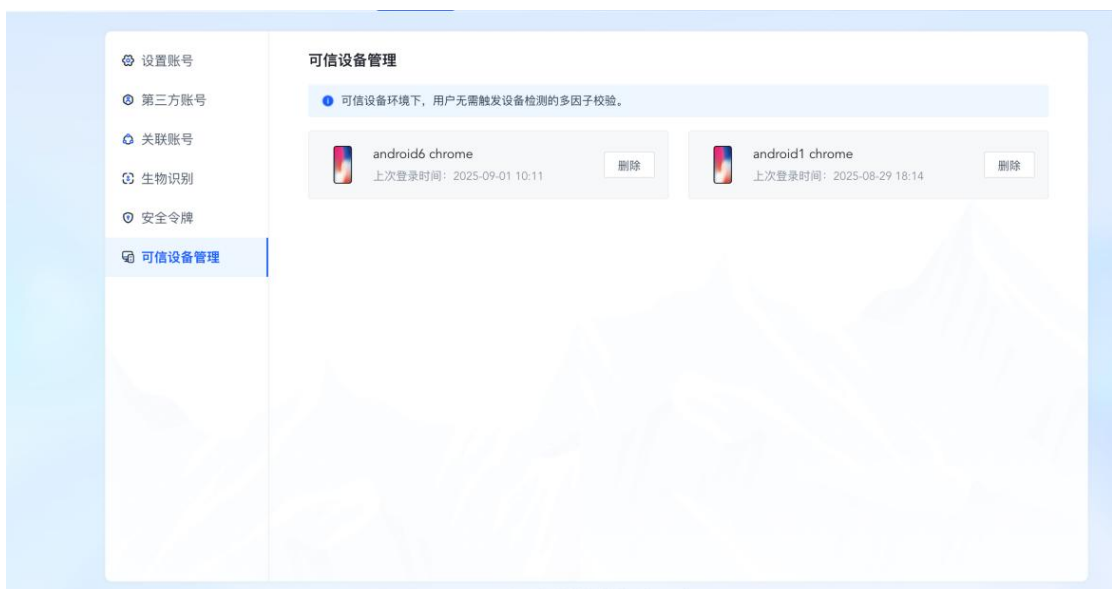 设置账号
第三方账号
关联账号
生物识别
安全令牌
可信设备管理
可信设备管理
可信设备环境下，用户无需触发设备检测的多因子校验。
android6 chrome
上次登录时间：2025-09-01 10:11
删除
android1 chrome
上次登录时间：2025-08-29 18:14
删除